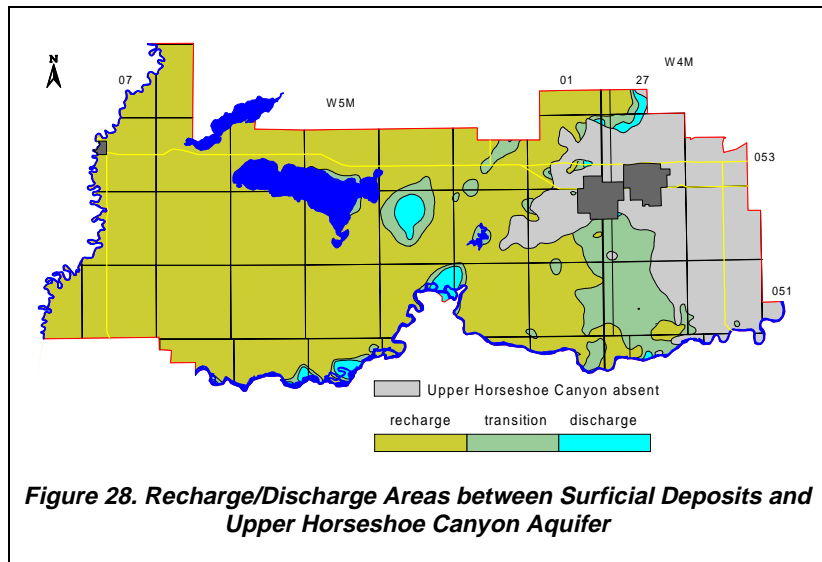 N
W4M
07
01
27
W5M
053
051
Upper Horseshoe Canyon absent
recharge transition discharge
Figure 28. Recharge/Discharge Areas between Surficial Deposits and
Upper Horseshoe Canyon Aquifer